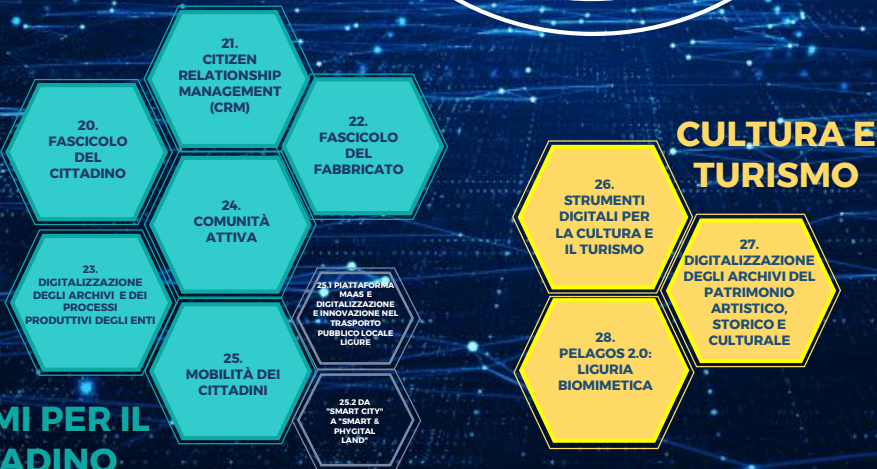 21.
CITIZEN
RELATIONSHIP
MANAGEMENT
(CRM)
20.
FASCICOLO
DEL
CITTADINO
22.
FASCICOLO
DEL
FABBRICATO
24.
COMUNITÀ
ATTIVA
23.
DIGITALIZZAZIONE
DEGLI ARCHIVI E DEI
PROCESSI
PRODUTTIVI DEGLI ENTI
25.1 PIATTAFORMA
MAAS E
DIGITALIZZAZIONE
E INNOVAZIONE NEL
TRASPORTO
PUBBLICO LOCALE
LIGURE
25.
MOBILITÀ DEI
CITTADINI
25.2 DA
"SMART CITY"
A "SMART &
PHYGITAL
LAND"
MI PER IL
ADINO
CULTURA E
TURISMO
26.
STRUMENTI
DIGITALI PER
LA CULTURA E
IL TURISMO
27.
DIGITALIZZAZIONE
DEGLI ARCHIVI DEL
PATRIMONIO
ARTISTICO,
STORICO E
CULTURALE
28.
PELAGOS 2.0:
LIGURIA
BIOMIMETICA